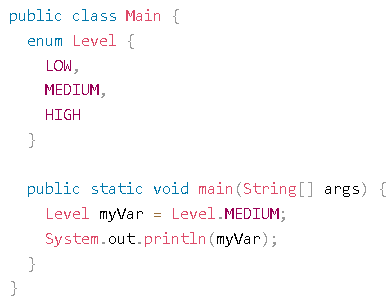 public class Main {
  enum Level {
    LOW,
    MEDIUM,
    HIGH
  }

  public static void main(String[] args) {
    Level myVar = Level.MEDIUM;
    System.out.println(myVar);
  }
}